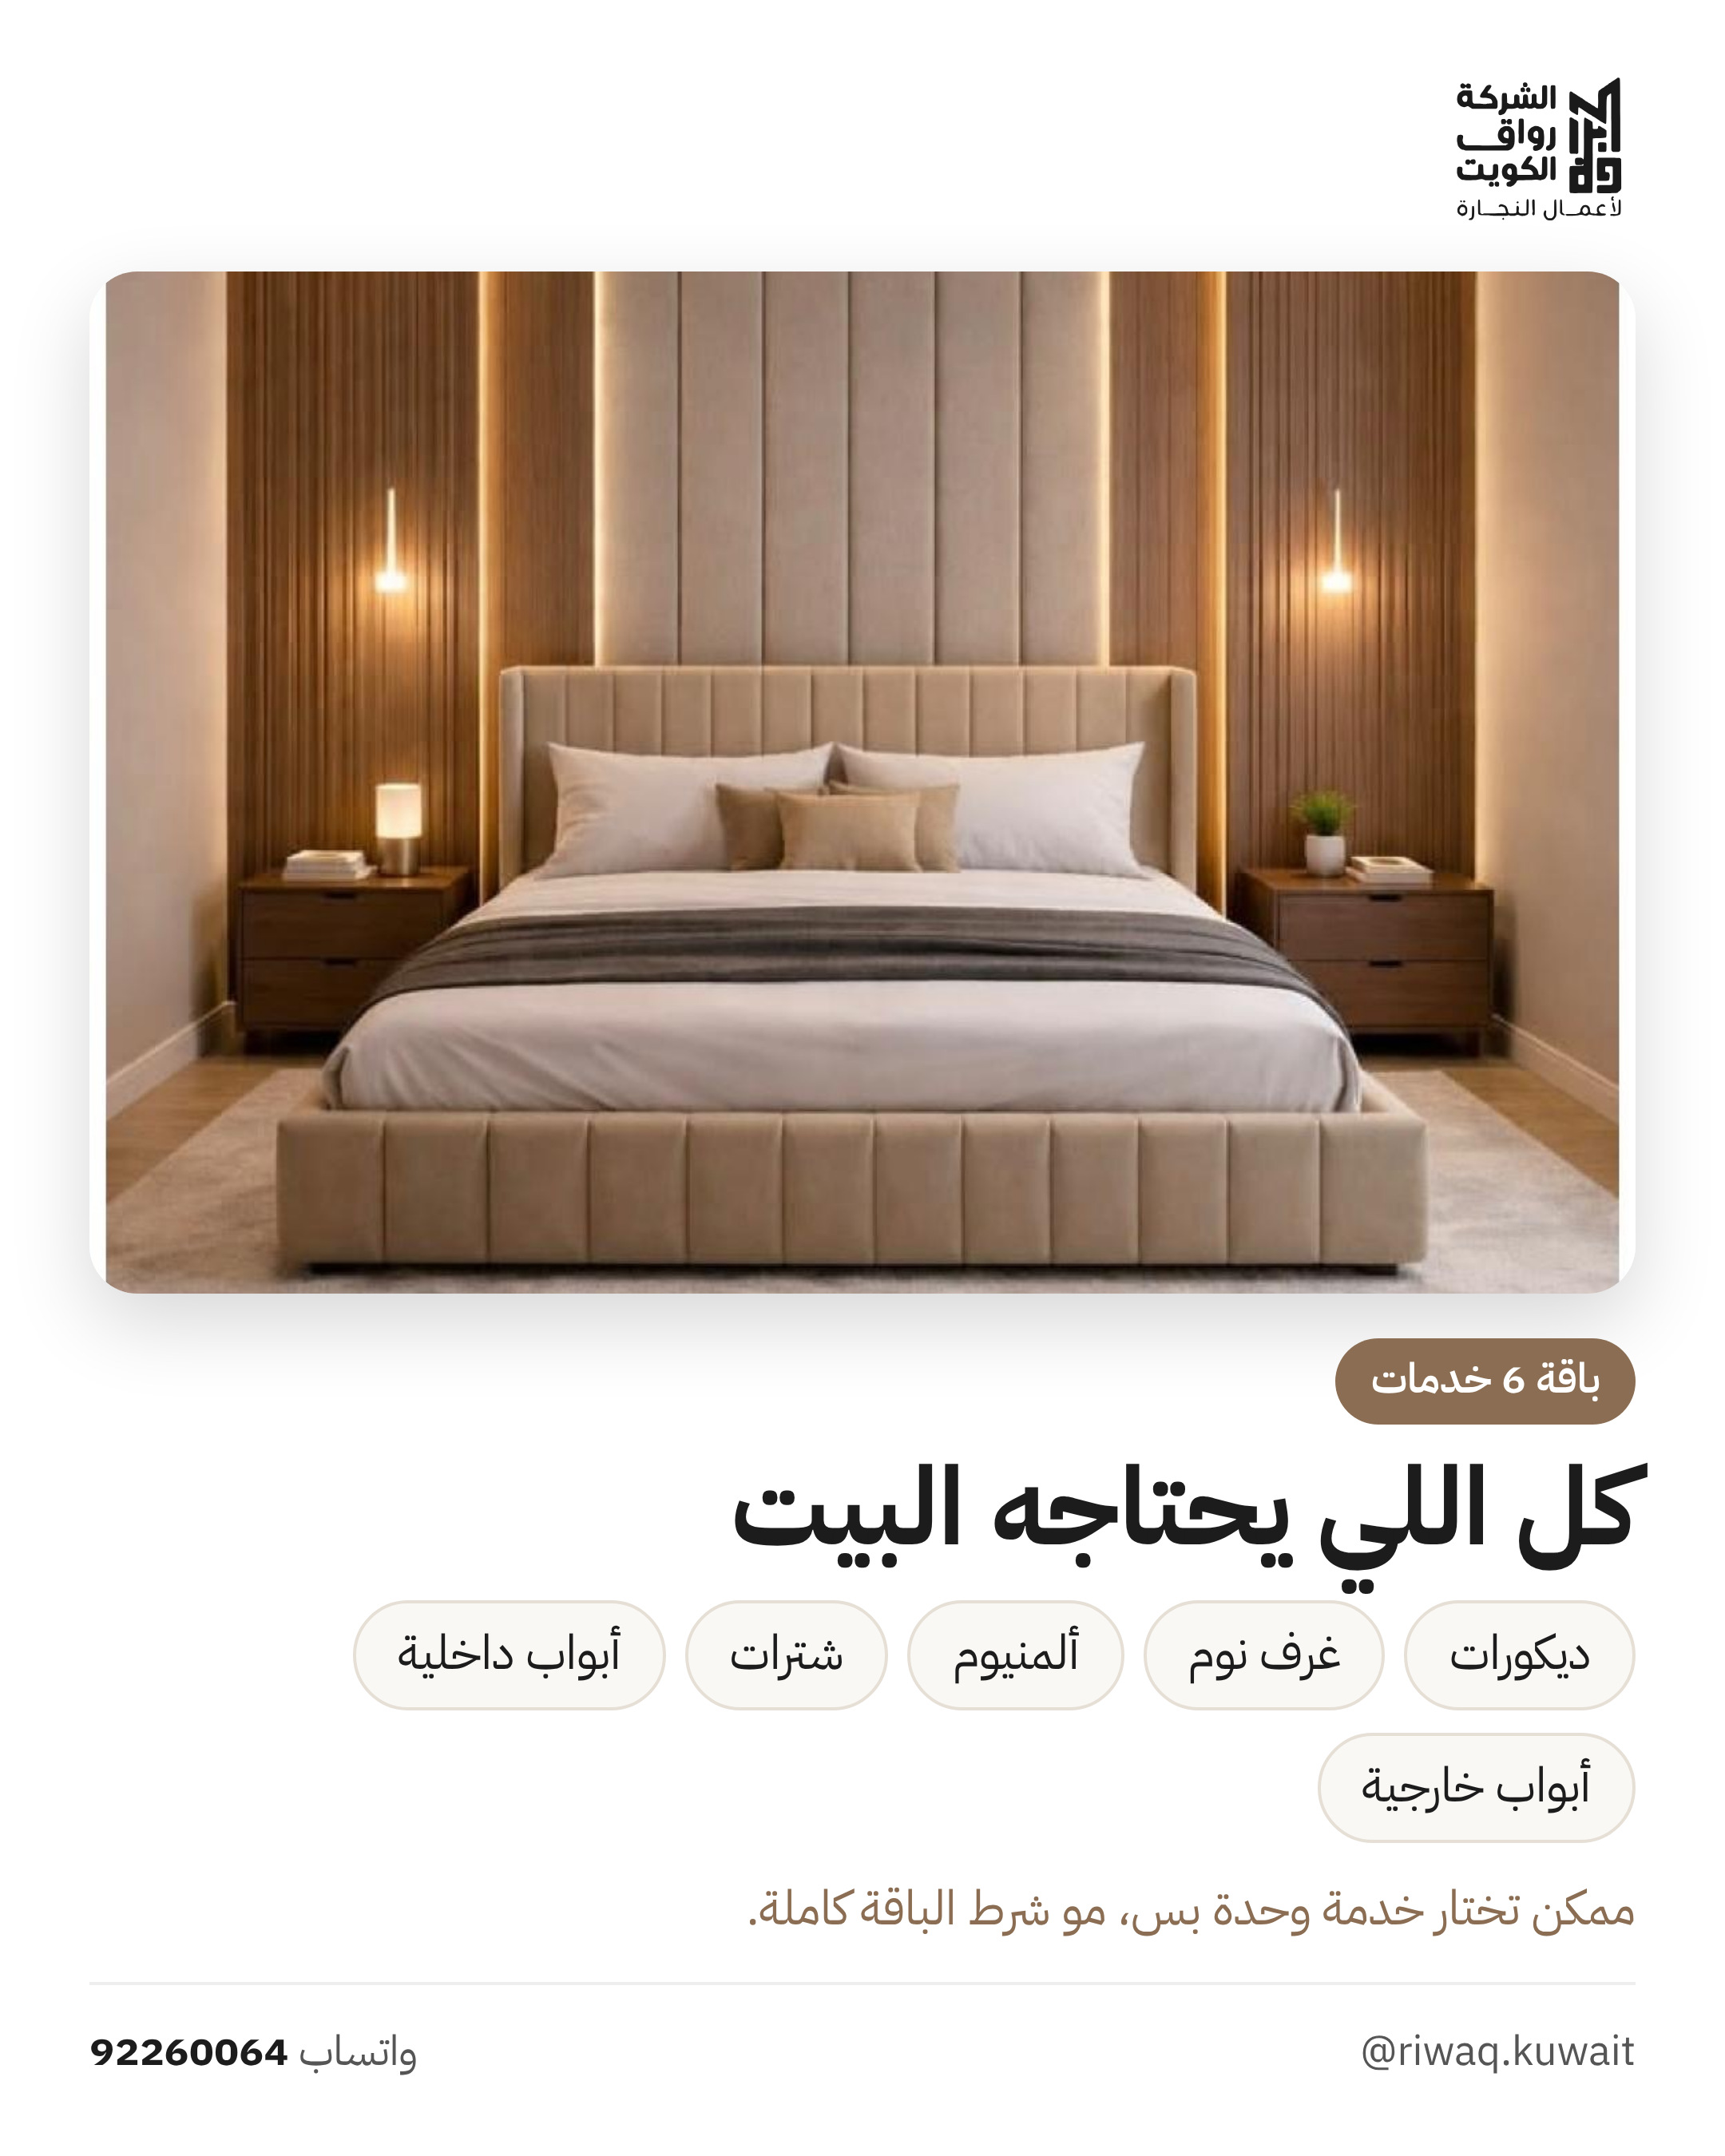 الشركة
رواق
الكويت
لأعمال النجارة
باقة 6 خدمات
كل اللي يحتاجه البيت
ديكورات غرف نوم ألمنيوم شترات أبواب داخلية
أبواب خارجية
ممكن تختار خدمة وحدة بس، مو شرط الباقة كاملة.
@riwaq.kuwait واتساب 92260064